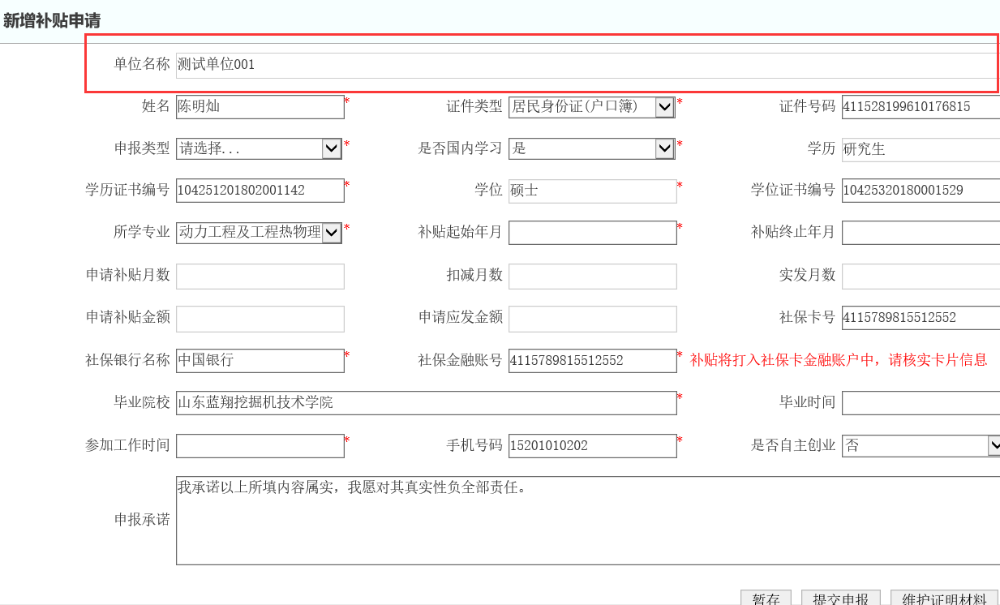 新增补贴申请
单位名称 测试单位001
姓名 陈明灿 * 证件类型 居民身份证(户口簿) * 证件号码 411528199610176815
申报类型 请选择... * 是否国内学习 是 * 学历 研究生
学历证书编号 104251201802001142 * 学位 硕士 * 学位证书编号 10425320180001529
所学专业 动力工程及工程热物理 * 补贴起始年月 * 补贴终止年月
申请补贴月数 扣减月数 实发月数
申请补贴金额 申请应发金额 社保卡号 4115789815512552
社保银行名称 中国银行 * 社保金融账号 4115789815512552 * 补贴将打入社保卡金融账户中，请核实卡片信息
毕业院校 山东蓝翔挖掘机技术学院 * 毕业时间
参加工作时间 * 手机号码 15201010202 * 是否自主创业 否
申报承诺 我承诺以上所填内容属实，我愿对其真实性负全部责任。
暂存 提交申报 维护证明材料